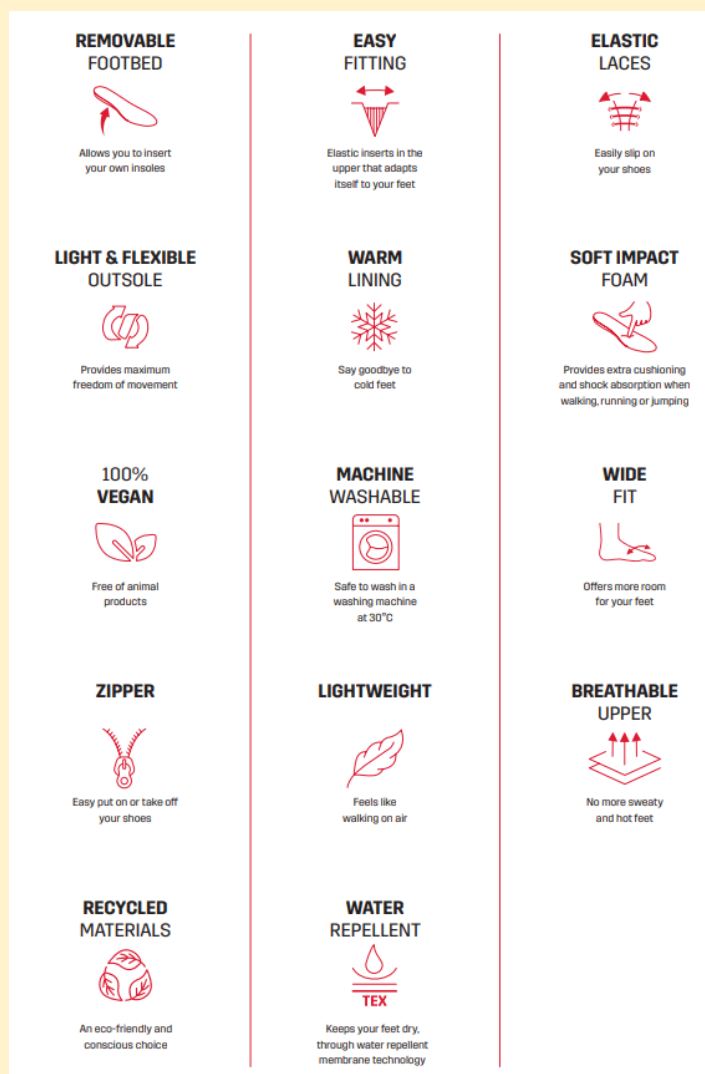 REMOVABLE
FOOTBED
Allows you to insert
your own insoles
EASY
FITTING
Elastic inserts in the
upper that adapts
itself to your feet
ELASTIC
LACES
Easily slip on
your shoes
LIGHT & FLEXIBLE
OUTSOLE
Provides maximum
freedom of movement
WARM
LINING
Say goodbye to
cold feet
SOFT IMPACT
FOAM
Provides extra cushioning
and shock absorption when
walking, running or jumping
100%
VEGAN
Free of animal
products
MACHINE
WASHABLE
Safe to wash in a
washing machine
at 30°C
WIDE
FIT
Offers more room
for your feet
ZIPPER
Easy put on or take off
your shoes
LIGHTWEIGHT
Feels like
walking on air
BREATHABLE
UPPER
No more sweaty
and hot feet
RECYCLED
MATERIALS
An eco-friendly and
conscious choice
WATER
REPELLENT
TEX
Keeps your feet dry,
through water repellent
membrane technology